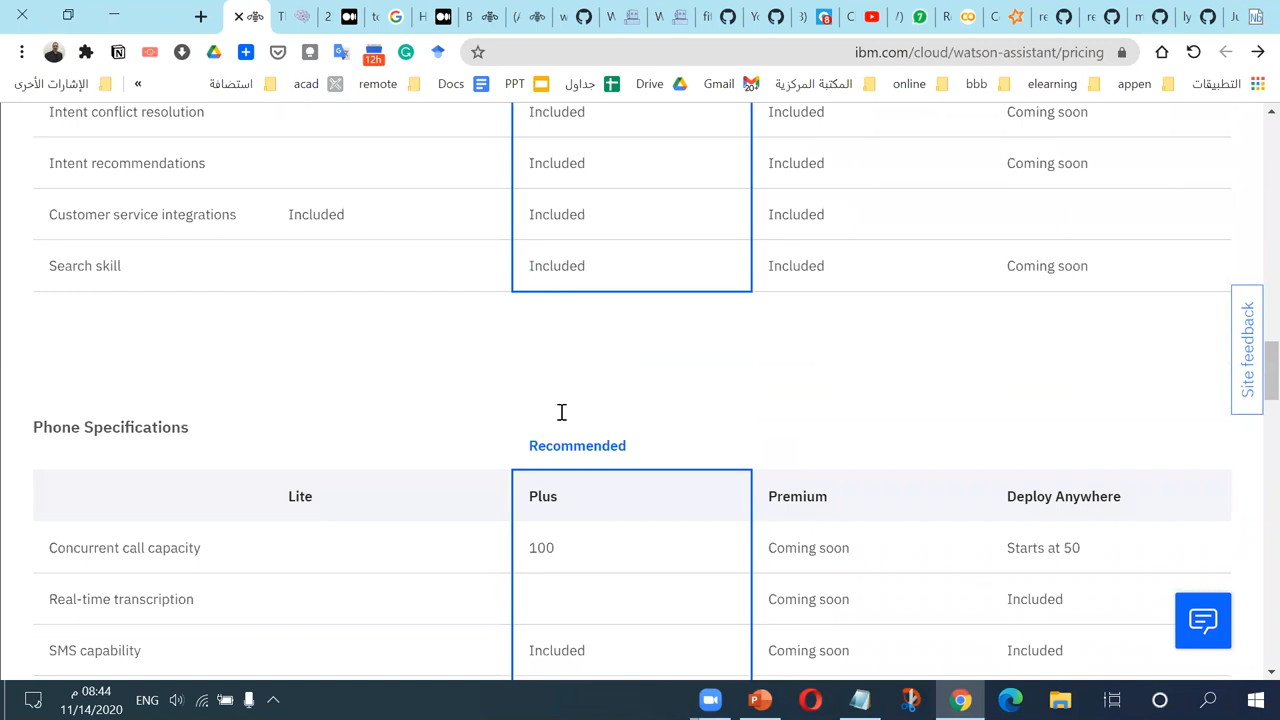 ibm.com/cloud/watson-assistant/pricing
12h
التطبيقات appen elearning bbb online المكتبة المركزية Gmail Drive جداول PPT Docs remote acad استضافة » الإشارات الأخرى
Intent conflict resolution Included Included Coming soon
Intent recommendations Included Included Coming soon
Customer service integrations Included Included Included
Search skill Included Included Coming soon
Site feedback
Phone Specifications
Recommended
Lite Plus Premium Deploy Anywhere
Concurrent call capacity 100 Coming soon Starts at 50
Real-time transcription Coming soon Included
SMS capability Included Coming soon Included
08:44 م
ENG
11/14/2020